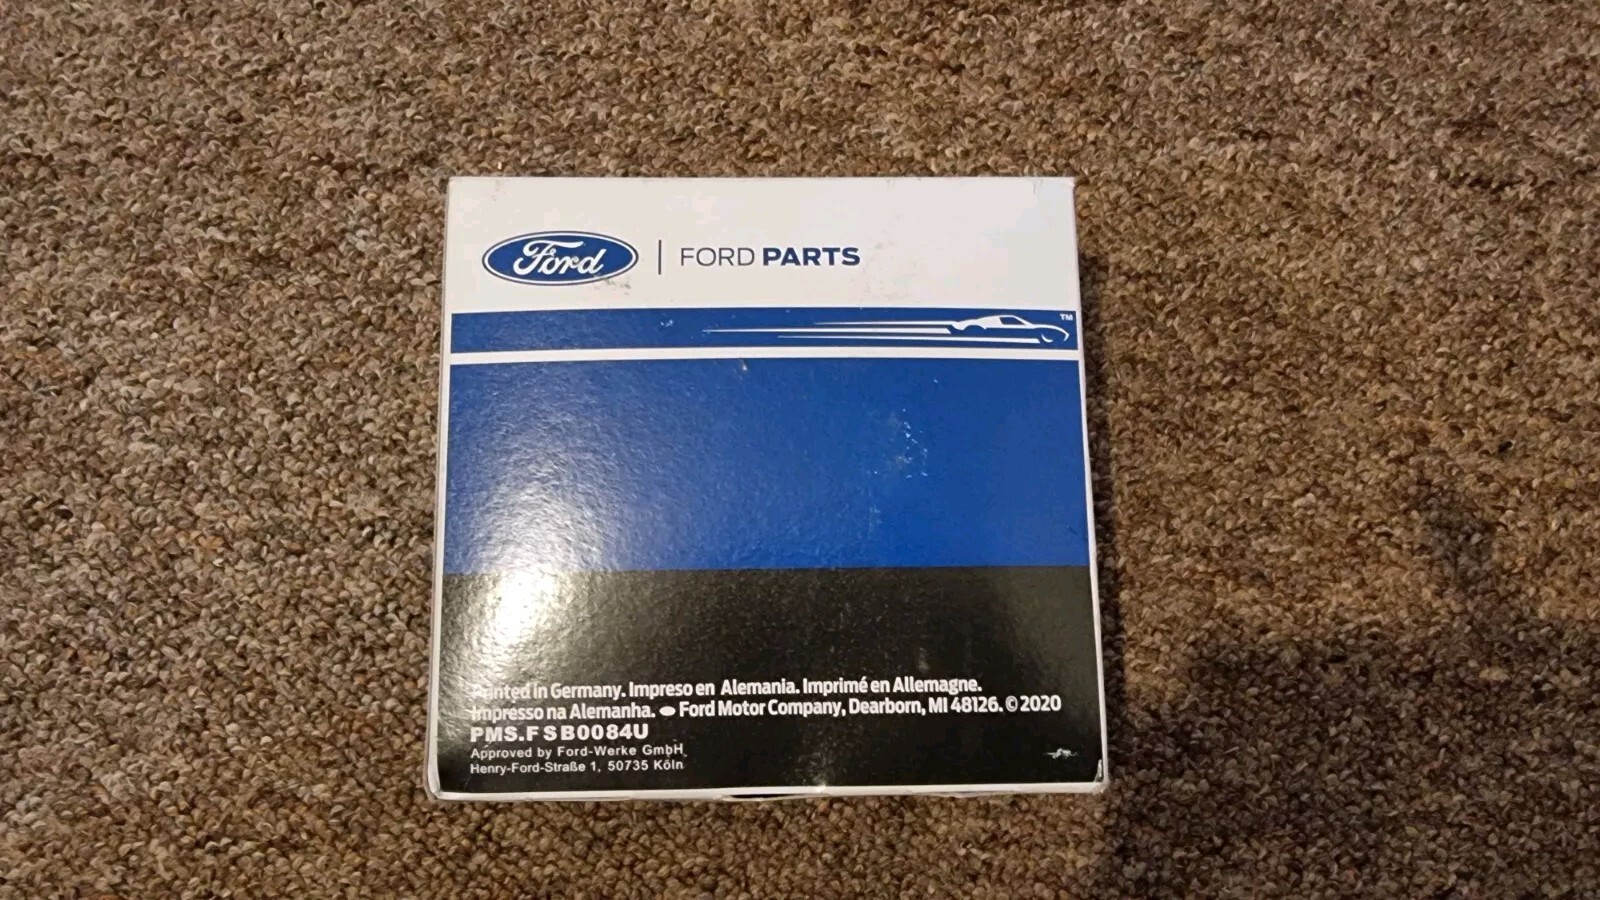 Ford | FORD PARTS
TM
Printed in Germany. Impreso en Alemania. Imprimé en Allemagne.
Impresso na Alemanha. Ford Motor Company, Dearborn, MI 48126. © 2020
PMS.FSB0084U
Approved by Ford-Werke GmbH
Henry-Ford-Straße 1, 50735 Köln